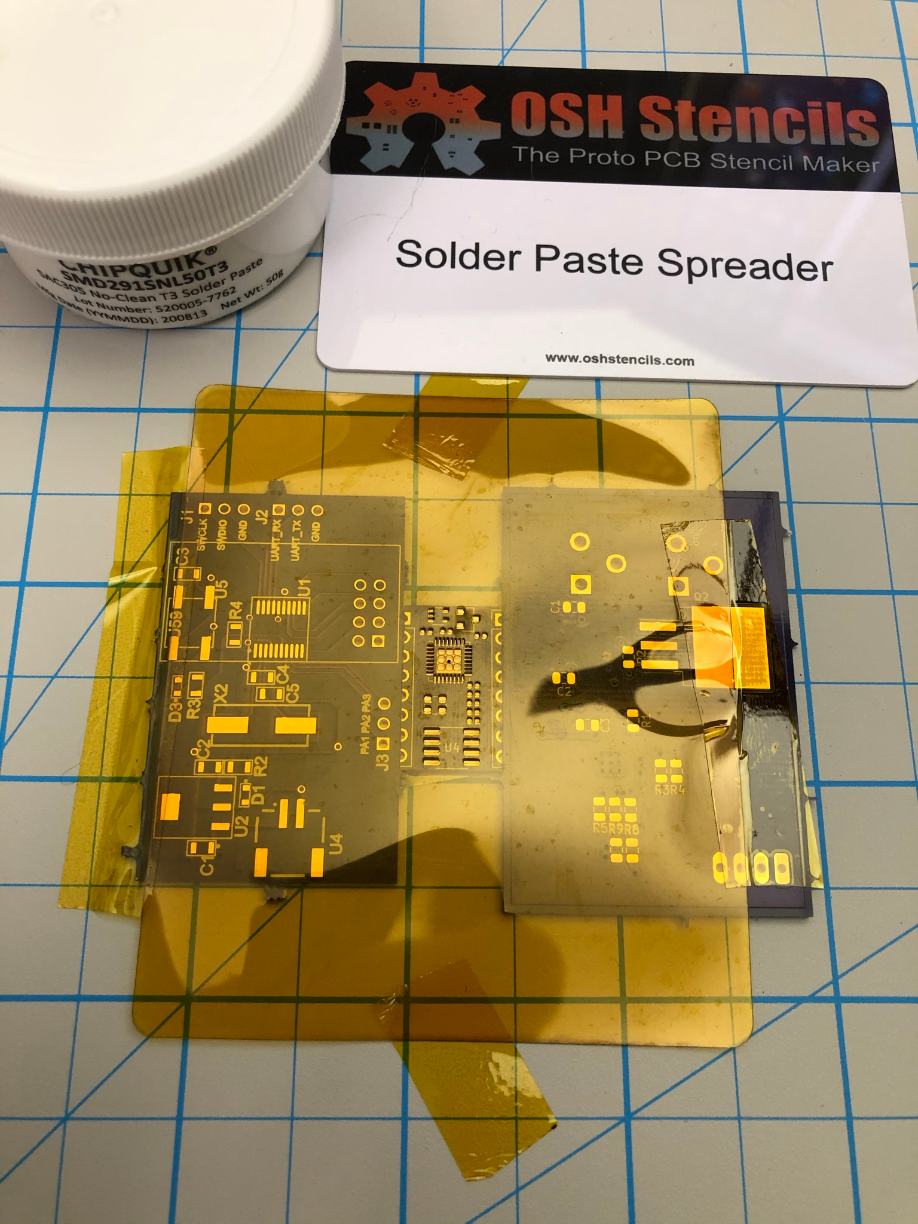 OSH Stencils
The Proto PCB Stencil Maker
Solder Paste Spreader
www.oshstencils.com
CHIPQUIK®
SMD291SNL50T3
SAC305 No-Clean T3 Solder Paste
Lot Number: 520005-7762
Date (YYMMDD): 200813 Net Wt: 50g
J1
SWCLK
SWDIO
GND
J2
UART_RX
UART_TX
GND
C3
U5
U1
R4
D59
D3
R3
X2
C4
C5
C2
R2
D1
U2
C1
U4
PA1 PA2 PA3
J3
U4
C1
Q2
C2
R3R4
R5R9R8